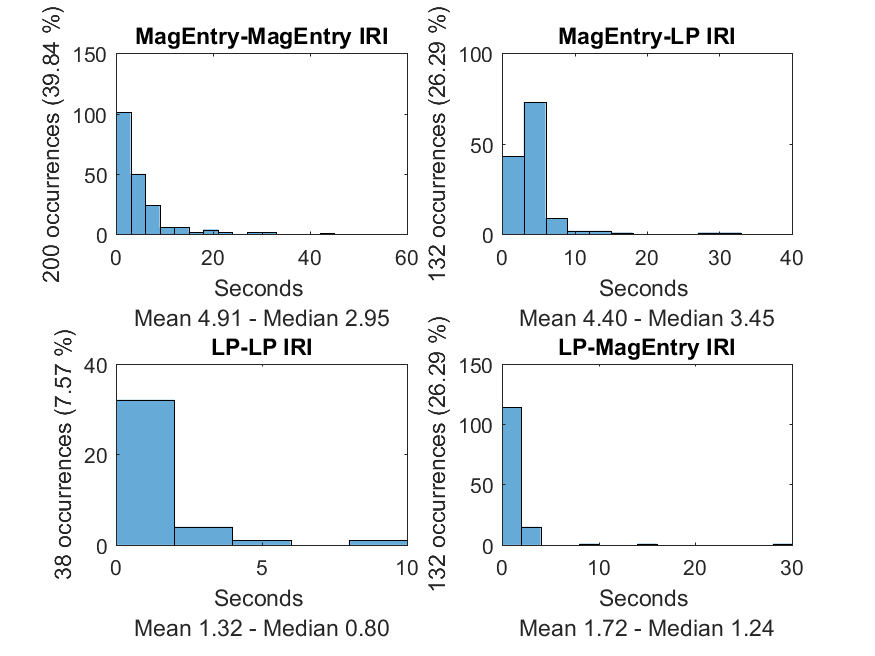 MagEntry-MagEntry IRI
200 occurrences (39.84 %)
150
100
50
0
0 20 40 60
Seconds
Mean 4.91 - Median 2.95
MagEntry-LP IRI
132 occurrences (26.29 %)
100
50
0
0 10 20 30 40
Seconds
Mean 4.40 - Median 3.45
LP-LP IRI
38 occurrences (7.57 %)
40
20
0
0 5 10
Seconds
Mean 1.32 - Median 0.80
LP-MagEntry IRI
132 occurrences (26.29 %)
150
100
50
0
0 10 20 30
Seconds
Mean 1.72 - Median 1.24